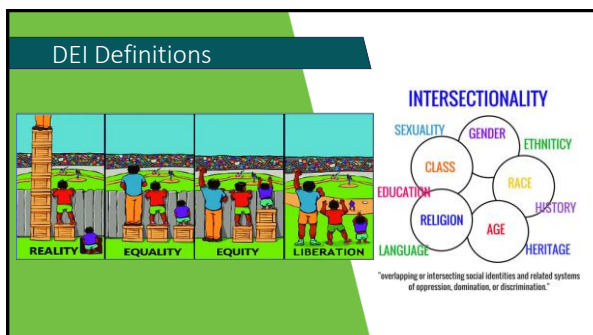 DEI Definitions
REALITY
EQUALITY
EQUITY
LIBERATION
INTERSECTIONALITY
SEXUALITY
GENDER
ETHNITICY
CLASS
RACE
EDUCATION
HISTORY
RELIGION
AGE
LANGUAGE
HERITAGE
"overlapping or intersecting social identities and related systems
of oppression, domination, or discrimination."